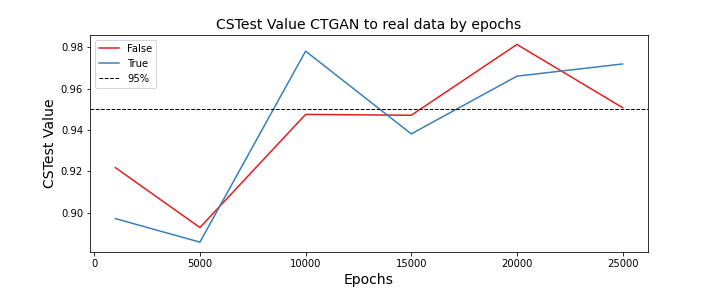 CSTest Value CTGAN to real data by epochs
False
True
95%
CSTest Value
0.98
0.96
0.94
0.92
0.90
0
5000
10000
15000
20000
25000
Epochs